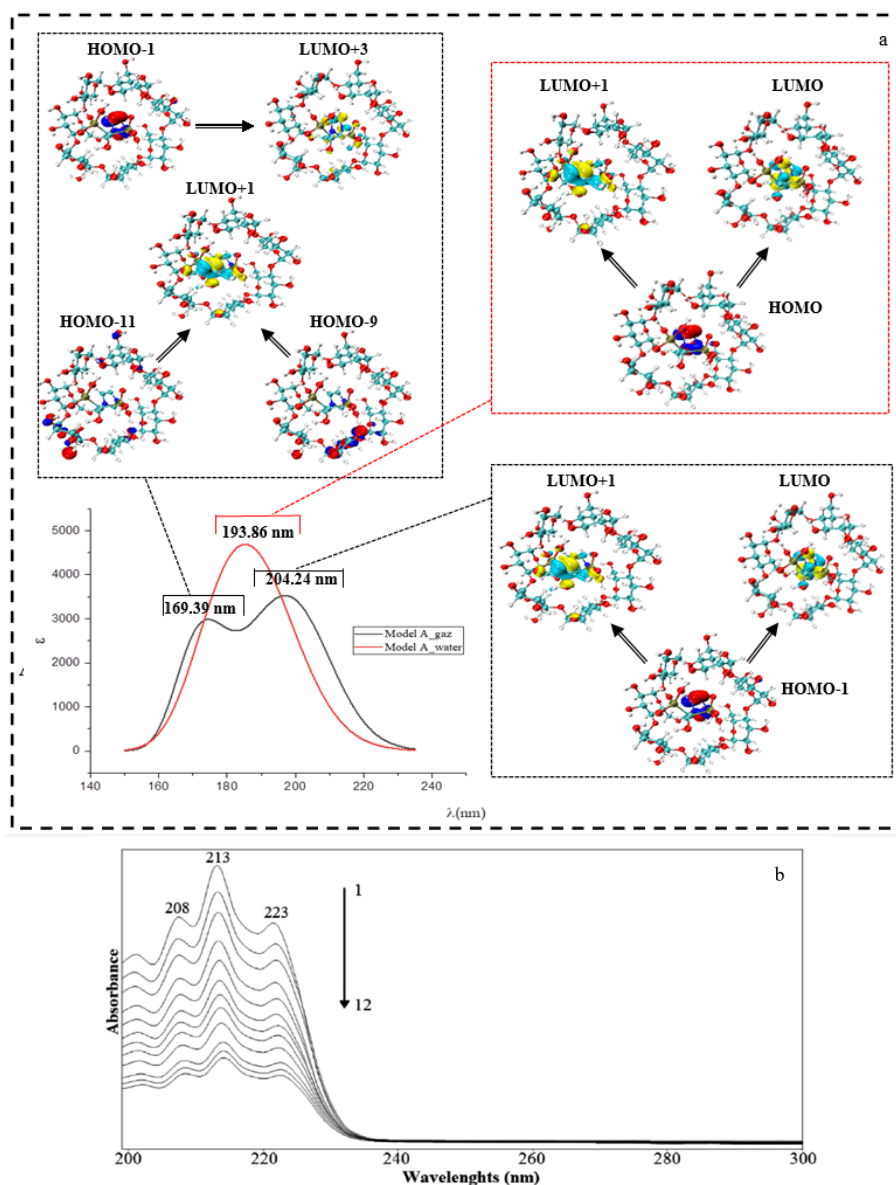 a
HOMO-1
LUMO+3
LUMO+1
HOMO-11
HOMO-9
LUMO+1
LUMO
HOMO
LUMO+1
LUMO
HOMO-1
193.86 nm
204.24 nm
169.39 nm
Model A_gaz
Model A_water
5000
4000
3000
2000
1000
0
ε
140
160
180
200
220
240
λ(nm)
b
213
208
223
1
12
Absorbance
200
220
240
260
280
300
Wavelenghts (nm)